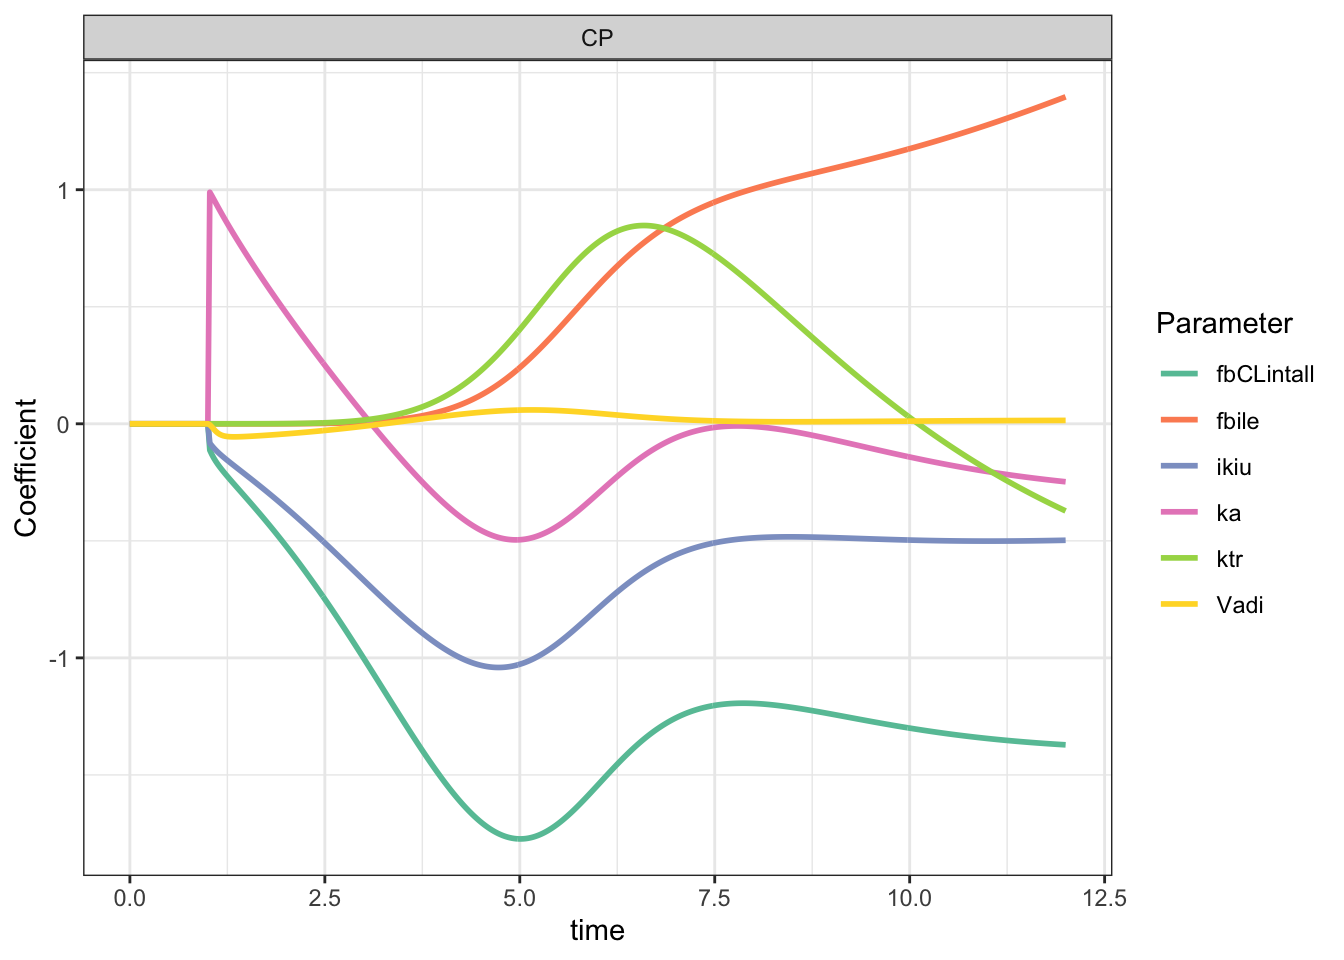 CP
Coefficient
1
0
-1
0.0 2.5 5.0 7.5 10.0 12.5
time
Parameter
fbCLintall
fbile
ikiu
ka
ktr
Vadi